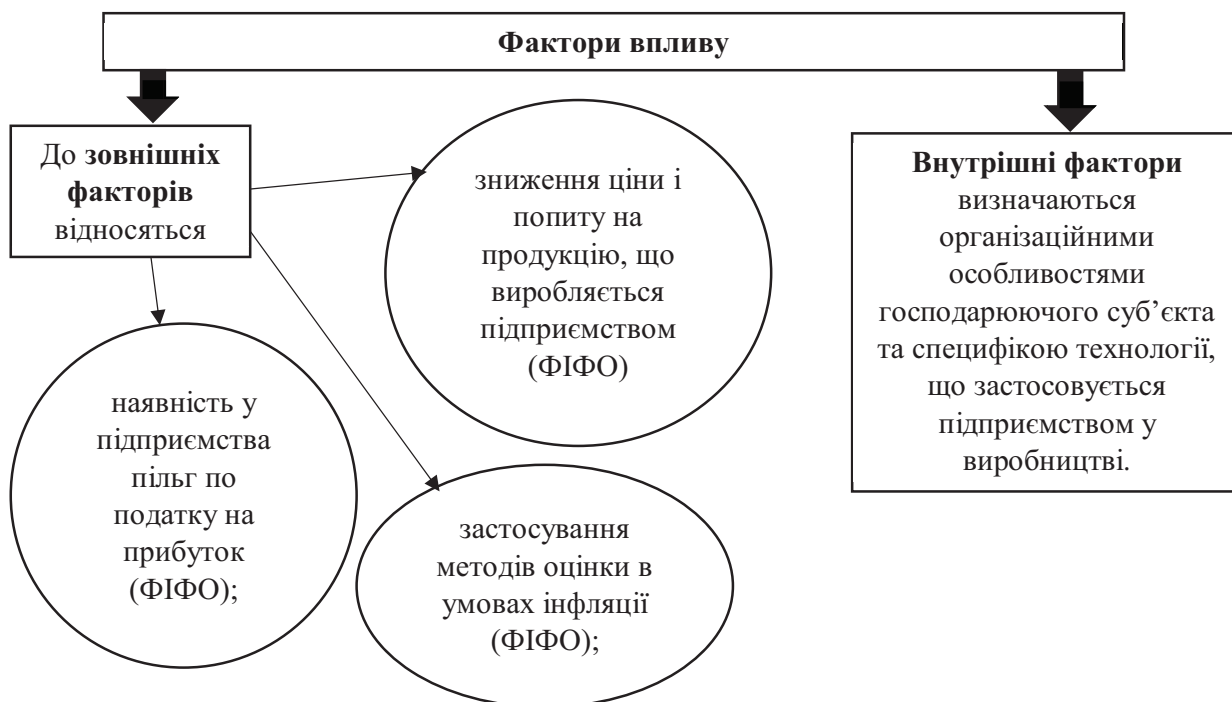 Фактори впливу
До зовнішніх
факторів
відносяться
зниження ціни і
попиту на
продукцію, що
виробляється
підприємством
(ФІФО)
наявність у
підприємства
пільг по
податку на
прибуток
(ФІФО);
застосування
методів оцінки в
умовах інфляції
(ФІФО);
Внутрішні фактори
визначаються
організаційними
особливостями
господарюючого суб’єкта
та специфікою технології,
що застосовується
підприємством у
виробництві.